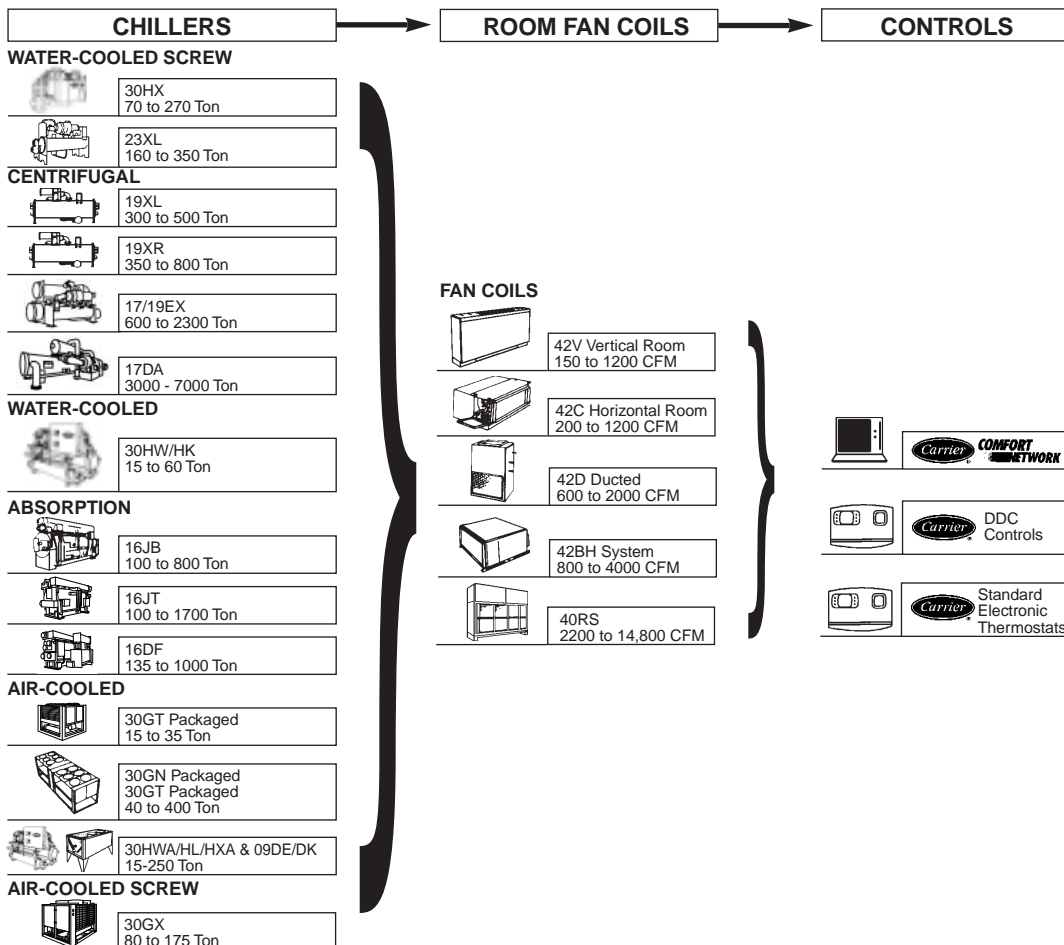 CHILLERS
ROOM FAN COILS
CONTROLS
WATER-COOLED SCREW
30HX
70 to 270 Ton
23XL
160 to 350 Ton
CENTRIFUGAL
19XL
300 to 500 Ton
19XR
350 to 800 Ton
17/19EX
600 to 2300 Ton
17DA
3000 - 7000 Ton
WATER-COOLED
30HW/HK
15 to 60 Ton
ABSORPTION
16JB
100 to 800 Ton
16JT
100 to 1700 Ton
16DF
135 to 1000 Ton
AIR-COOLED
30GT Packaged
15 to 35 Ton
30GN Packaged
30GT Packaged
40 to 400 Ton
30HWA/HL/HXA & 09DE/DK
15-250 Ton
AIR-COOLED SCREW
30GX
80 to 175 Ton
FAN COILS
42V Vertical Room
150 to 1200 CFM
42C Horizontal Room
200 to 1200 CFM
42D Ducted
600 to 2000 CFM
42BH System
800 to 4000 CFM
40RS
2200 to 14,800 CFM
Carrier COMFORT
NETWORK
Carrier DDC
Controls
Carrier Standard
Electronic
Thermostats